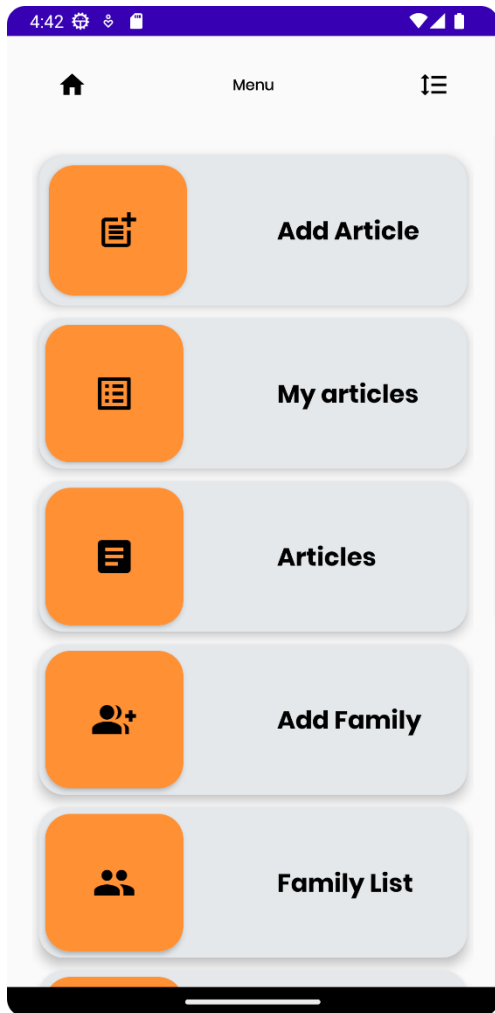 4:42
Menu
Add Article
My articles
Articles
Add Family
Family List